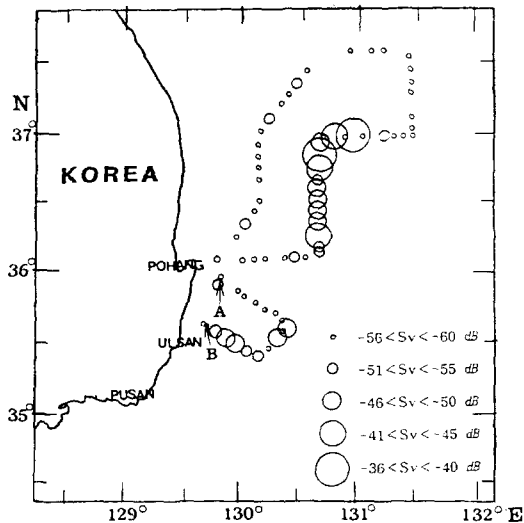 N
37°
36°
35°
KOREA
POHANG
ULSAN
PUSAN
A
B
-56<Sv<-60 dB
-51<Sv<-55 dB
-46<Sv<-50 dB
-41<Sv<-45 dB
-36<Sv<-40 dB
129° 130° 131° 132° E